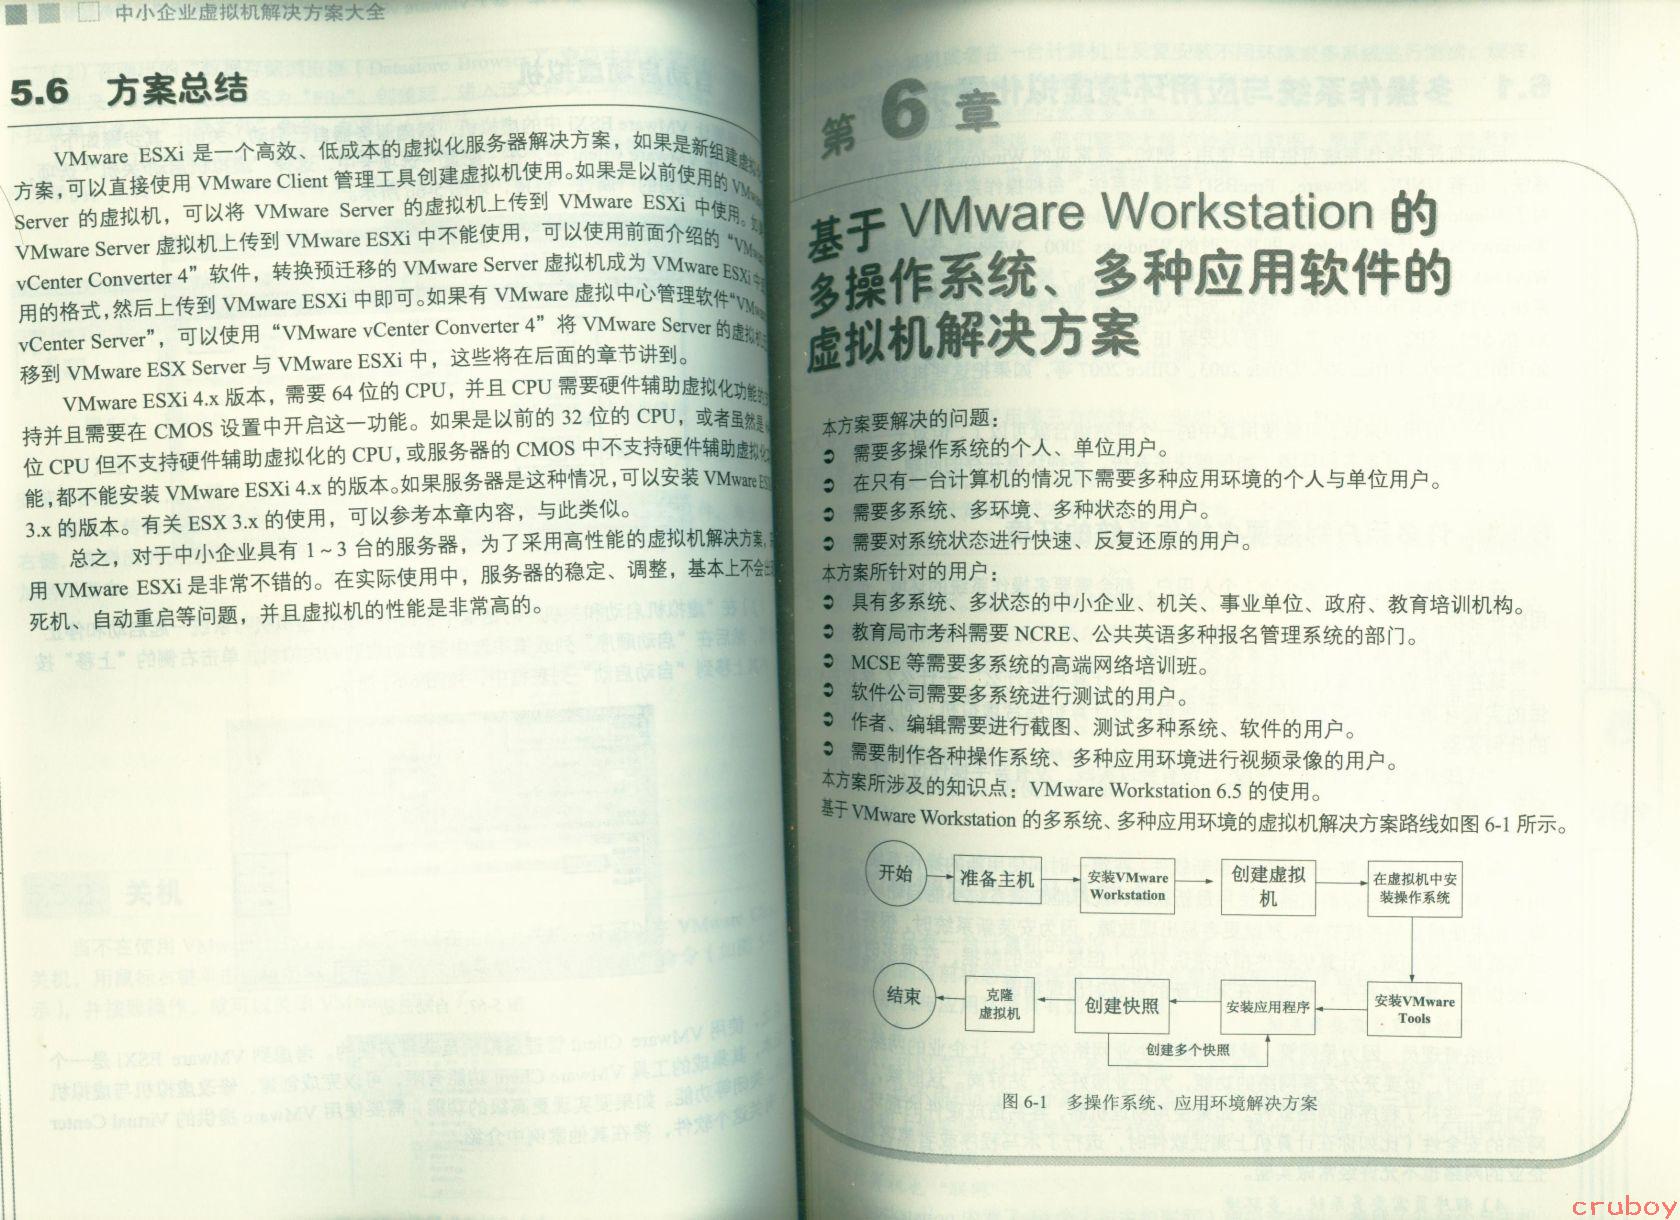 中小企业虚拟机解决方案大全
5.6 方案总结
VMware ESXi 是一个高效、低成本的虚拟化服务器解决方案，如果是新组建虚拟
方案，可以直接使用 VMware Client 管理工具创建虚拟机使用。如果是以前使用的 VMware
Server 的虚拟机，可以将 VMware Server 的虚拟机上传到 VMware ESXi 中使用。如
VMware Server 虚拟机上传到 VMware ESXi 中不能使用，可以使用前面介绍的“VMware
vCenter Converter 4”软件，转换预迁移的 VMware Server 虚拟机成为 VMware ESXi 中
用的格式，然后上传到 VMware ESXi 中即可。如果有 VMware 虚拟中心管理软件“VMware
vCenter Server”，可以使用“VMware vCenter Converter 4”将 VMware Server 的虚拟机
移到 VMware ESX Server 与 VMware ESXi 中，这些将在后面的章节讲到。
VMware ESXi 4.x 版本，需要 64 位的 CPU，并且 CPU 需要硬件辅助虚拟化功能的
持并且需要在 CMOS 设置中开启这一功能。如果是以前的 32 位的 CPU，或者虽然是
位 CPU 但不支持硬件辅助虚拟化的 CPU，或服务器的 CMOS 中不支持硬件辅助虚拟化
能，都不能安装 VMware ESXi 4.x 的版本。如果服务器是这种情况，可以安装 VMware
3.x 的版本。有关 ESX 3.x 的使用，可以参考本章内容，与此类似。
总之，对于中小企业具有 1～3 台的服务器，为了采用高性能的虚拟机解决方案，
用 VMware ESXi 是非常不错的。在实际使用中，服务器的稳定、调整，基本上不会
死机、自动重启等问题，并且虚拟机的性能是非常高的。
第 6 章
基于 VMware Workstation 的
多操作系统、多种应用软件的
虚拟机解决方案
本方案要解决的问题：
需要多操作系统的个人、单位用户。
在只有一台计算机的情况下需要多种应用环境的个人与单位用户。
需要多系统、多环境、多种状态的用户。
需要对系统状态进行快速、反复还原的用户。
本方案所针对的用户：
具有多系统、多状态的中小企业、机关、事业单位、政府、教育培训机构。
教育局市考科需要 NCRE、公共英语多种报名管理系统的部门。
MCSE 等需要多系统的高端网络培训班。
软件公司需要多系统进行测试的用户。
作者、编辑需要进行截图、测试多种系统、软件的用户。
需要制作各种操作系统、多种应用环境进行视频录像的用户。
本方案所涉及的知识点：VMware Workstation 6.5 的使用。
基于 VMware Workstation 的多系统、多种应用环境的虚拟机解决方案路线如图 6-1 所示。
开始
准备主机
安装VMware
Workstation
创建虚拟
机
在虚拟机中安
装操作系统
安装VMware
Tools
安装应用程序
创建快照
克隆
虚拟机
结束
创建多个快照
图 6-1 多操作系统、应用环境解决方案
cruboy